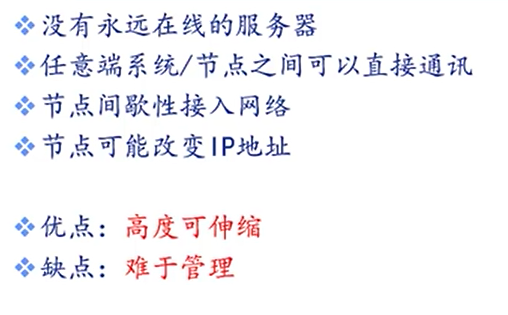 没有永远在线的服务器
任意端系统/节点之间可以直接通讯
节点间歇性接入网络
节点可能改变IP地址
优点：高度可伸缩
缺点：难于管理